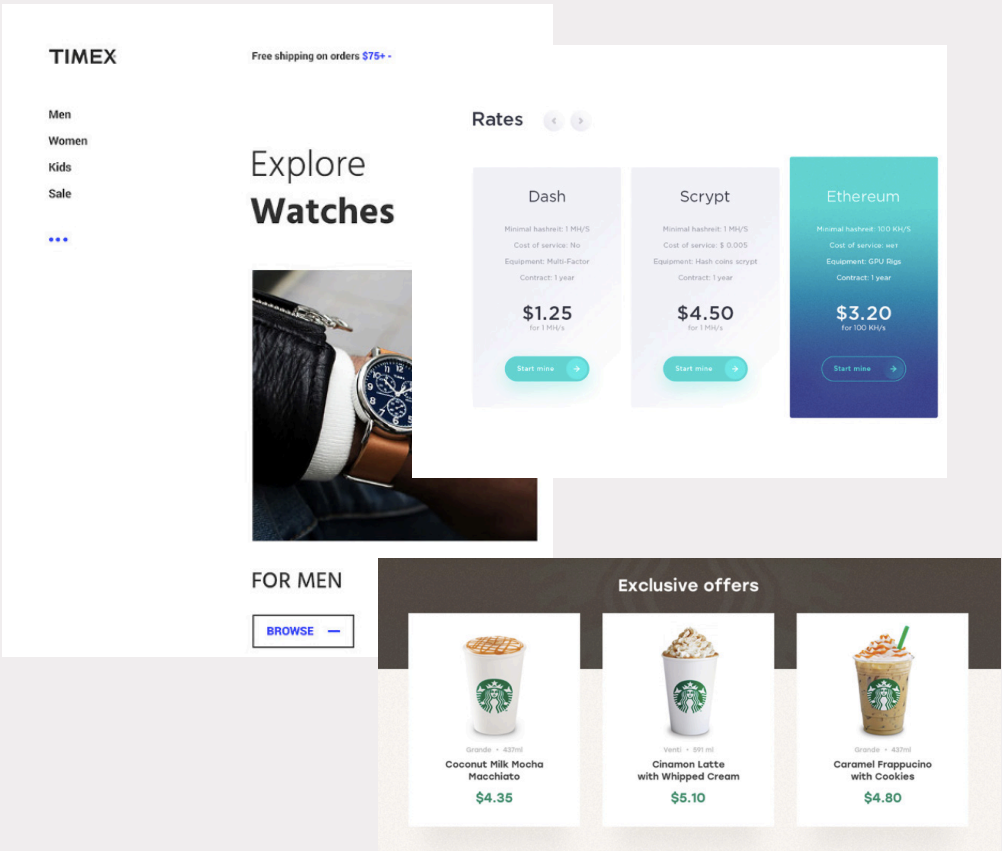 TIMEX
Free shipping on orders $75+ -
Men
Women
Kids
Sale
Explore
Watches
FOR MEN
BROWSE
Rates
Dash
Minimal hashreit: 1 MH/S
Cost of service: No
Equipment: Multi-Factor
Contract: 1 year
$1.25
for 1 MH/s
Start mine
Scrypt
Minimal hashreit: 1 MH/S
Cost of service: $ 0.005
Equipment: Hash coins scrypt
Contract: 1 year
$4.50
for 1 MH/s
Start mine
Ethereum
Minimal hashreit: 100 KH/S
Cost of service: нет
Equipment: GPU Rigs
Contract: 1 year
$3.20
for 100 KH/s
Start mine
Exclusive offers
Grande • 437ml
Coconut Milk Mocha
Macchiato
$4.35
Venti • 591 ml
Cinamon Latte
with Whipped Cream
$5.10
Grande • 437ml
Caramel Frappucino
with Cookies
$4.80